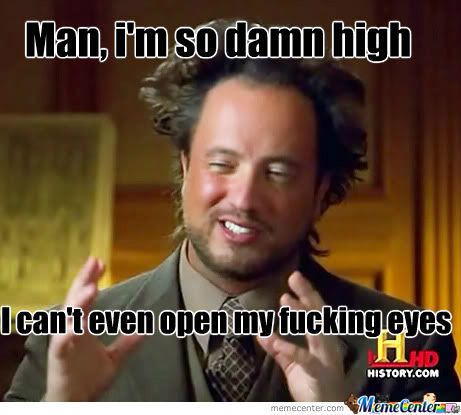 Man, i'm so damn high
I can't even open my fucking eyes
H HD
HISTORY.COM
memecenter.com MemeCenter